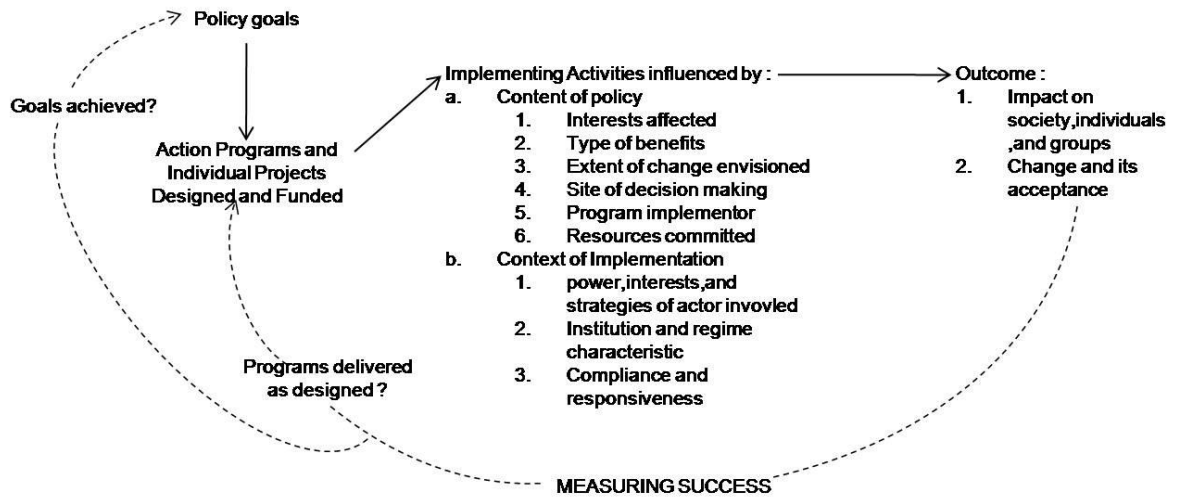 Policy goals
Goals achieved?
Action Programs and
Individual Projects
Designed and Funded
Programs delivered
as designed ?
Implementing Activities influenced by :
a. Content of policy
1. Interests affected
2. Type of benefits
3. Extent of change envisioned
4. Site of decision making
5. Program implementor
6. Resources committed
b. Context of Implementation
1. power,interests,and
strategies of actor invovled
2. Institution and regime
characteristic
3. Compliance and
responsiveness
Outcome :
1. Impact on
society,individuals
,and groups
2. Change and its
acceptance
MEASURING SUCCESS